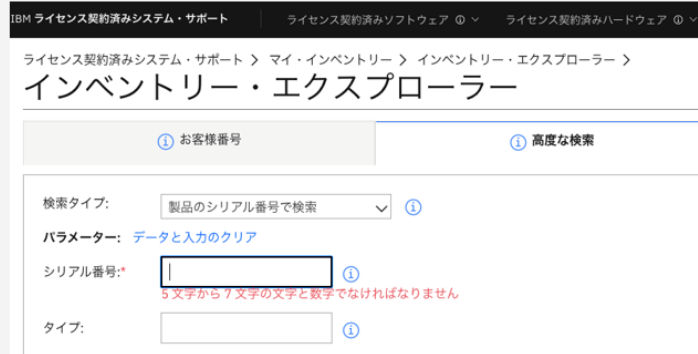 IBM ライセンス契約済みシステム・サポート ライセンス契約済みソフトウェア ライセンス契約済みハードウェア
ライセンス契約済みシステム・サポート > マイ・インベントリー > インベントリー・エクスプローラー >
インベントリー・エクスプローラー
お客様番号 高度な検索
検索タイプ: 製品のシリアル番号で検索
パラメーター: データと入力のクリア
シリアル番号:*
5 文字から 7 文字の文字と数字でなければなりません
タイプ: